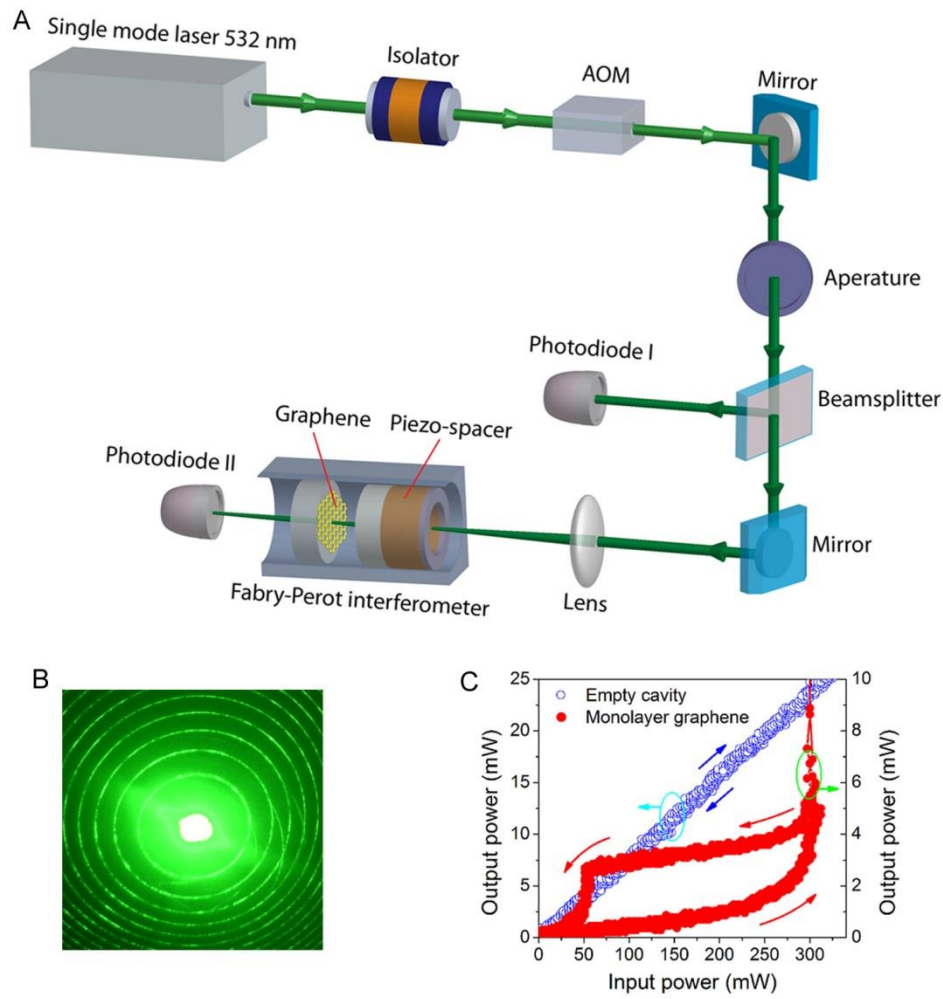 A
Single mode laser 532 nm
Isolator
AOM
Mirror
Aperature
Photodiode I
Beamsplitter
Graphene
Piezo-spacer
Photodiode II
Mirror
Fabry-Perot interferometer
Lens
B
C
25
20
15
10
5
0
Output power (mW)
Empty cavity
Monolayer graphene
10
8
6
4
2
0
Output power (mW)
0 50 100 150 200 250 300
Input power (mW)